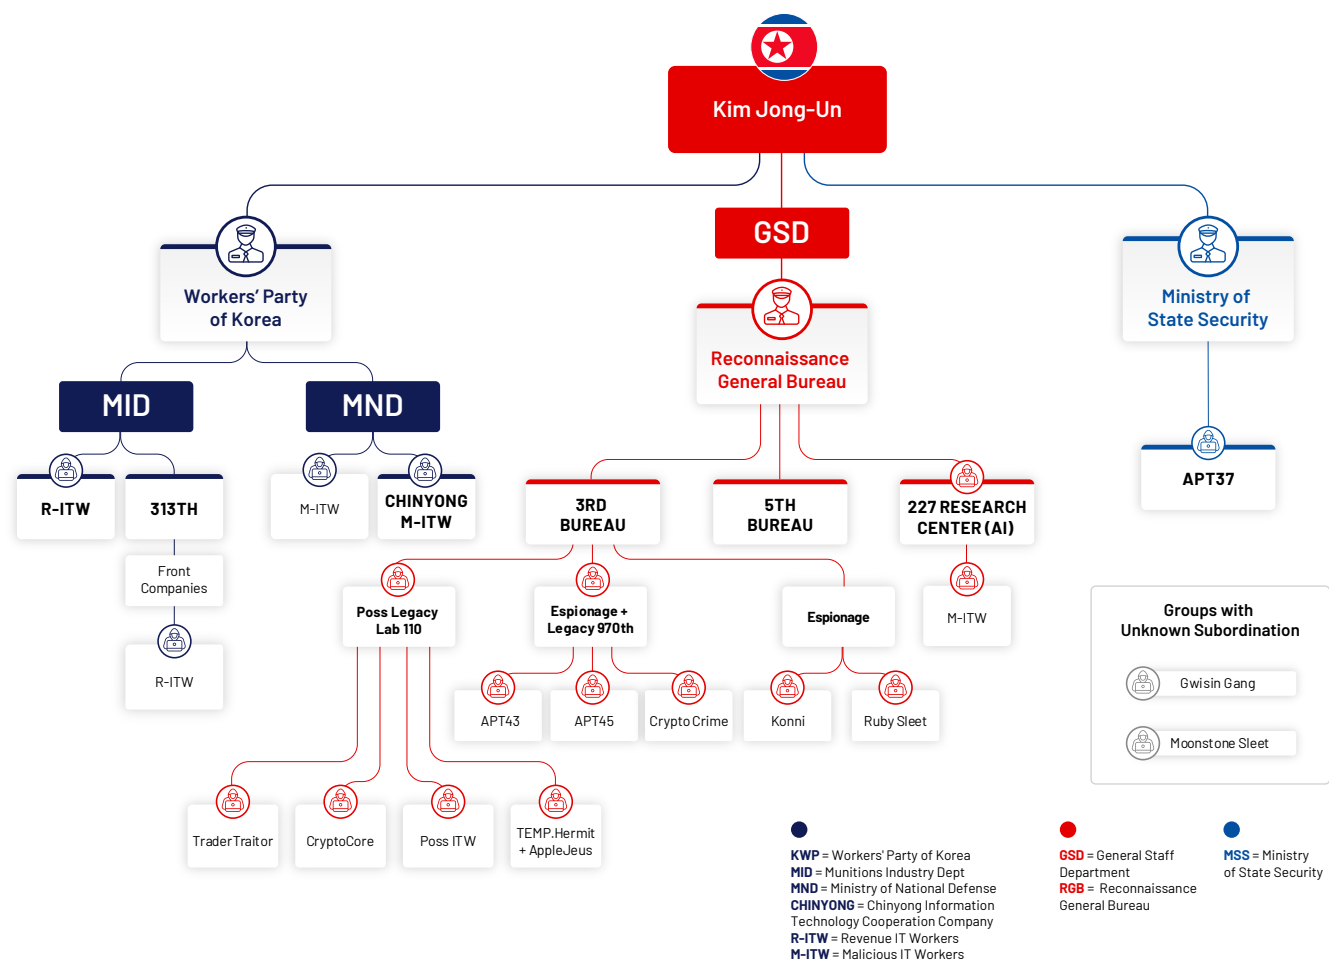 Kim Jong-Un
GSD
Workers' Party
of Korea
Reconnaissance
General Bureau
Ministry of
State Security
MID
MND
R-ITW
313TH
M-ITW
CHINYONG
M-ITW
3RD
BUREAU
5TH
BUREAU
227 RESEARCH
CENTER (AI)
APT37
Front
Companies
R-ITW
Poss Legacy
Lab 110
Espionage +
Legacy 970th
Espionage
M-ITW
APT43
APT45
Crypto Crime
Konni
Ruby Sleet
TraderTraitor
CryptoCore
Poss ITW
TEMP.Hermit
+ AppleJeus
Groups with
Unknown Subordination
Gwisin Gang
Moonstone Sleet
KWP = Workers' Party of Korea
MID = Munitions Industry Dept
MND = Ministry of National Defense
CHINYONG = Chinyong Information
Technology Cooperation Company
R-ITW = Revenue IT Workers
M-ITW = Malicious IT Workers
GSD = General Staff
Department
RGB = Reconnaissance
General Bureau
MSS = Ministry
of State Security